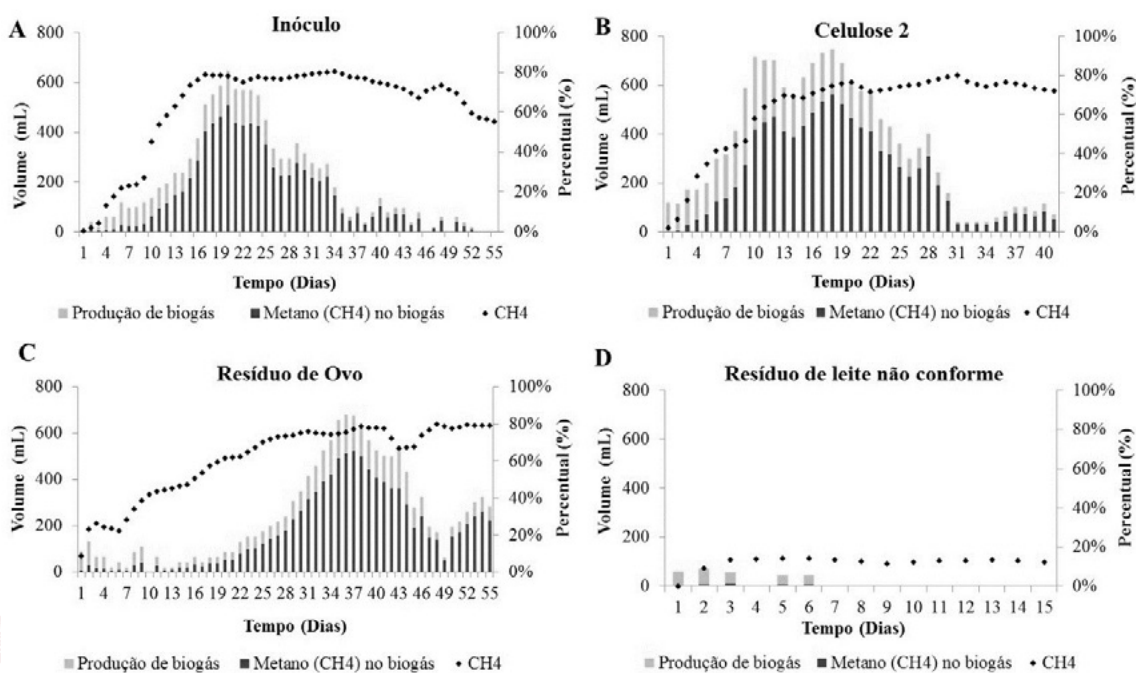 A
Inóculo
800
600
400
200
0
100%
80%
60%
40%
20%
0%
Volume (mL)
Percentual (%)
1 4 7 10 13 16 19 22 25 28 31 34 37 40 43 46 49 52 55
Tempo (Dias)
Produção de biogás Metano (CH4) no biogás CH4
B
Celulose 2
800
600
400
200
0
100%
80%
60%
40%
20%
0%
Volume (mL)
Percentual (%)
1 4 7 10 13 16 19 22 25 28 31 34 37 40
Tempo (Dias)
Produção de biogás Metano (CH4) no biogás CH4
C
Resíduo de Ovo
800
600
400
200
0
100%
80%
60%
40%
20%
0%
Volume (mL)
Percentual (%)
1 4 7 10 13 16 19 22 25 28 31 34 37 40 43 46 49 52 55
Tempo (Dias)
Produção de biogás Metano (CH4) no biogás CH4
D
Resíduo de leite não conforme
800
600
400
200
0
100%
80%
60%
40%
20%
0%
Volume (mL)
Percentual (%)
1 2 3 4 5 6 7 8 9 10 11 12 13 14 15
Tempo (Dias)
Produção de biogás Metano (CH4) no biogás CH4